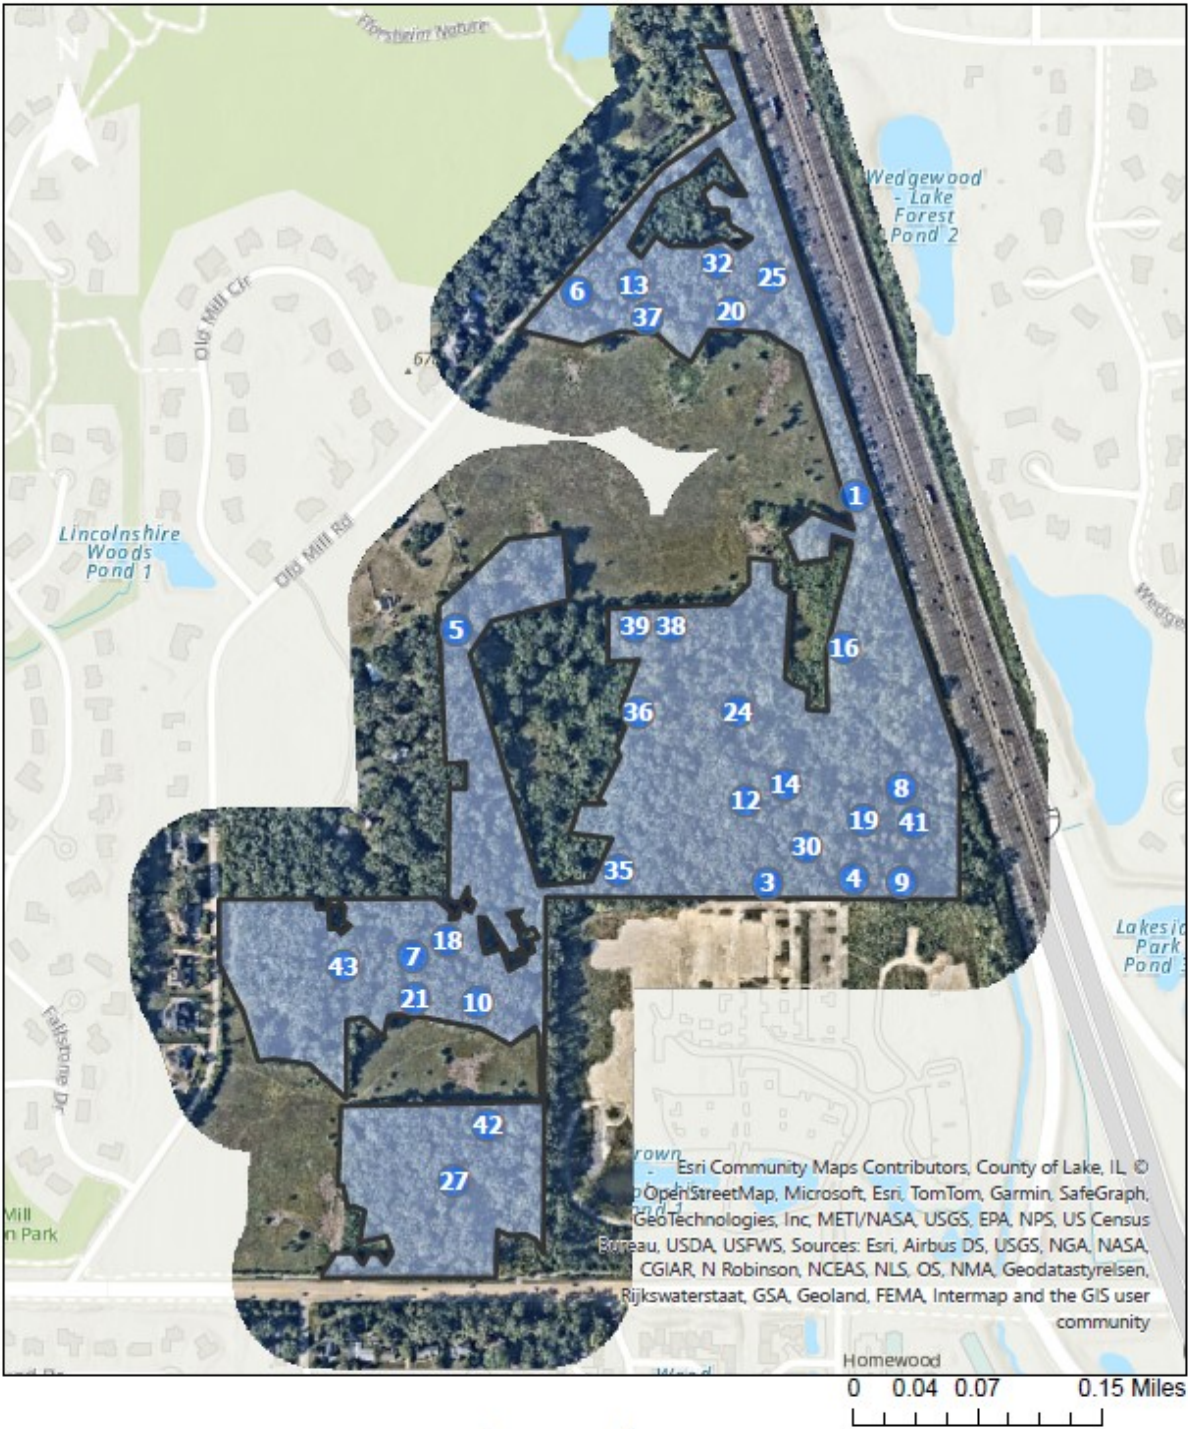 Florsheim Nature
N
Wedgewood
- Lake
Forest
Pond 2
32
25
6
13
37
20
Old Mill Cir
67
1
Lincolnshire
Woods
Pond 1
Old Mill Rd
Wedge
5
39
38
16
36
24
14
8
12
19
41
30
35
3
4
9
18
7
43
21
10
Lakesid
Park
Pond 3
Fallstone Dr
42
27
rown
-
Mill
n Park
Esri Community Maps Contributors, County of Lake, IL, ©
OpenStreetMap, Microsoft, Esri, TomTom, Garmin, SafeGraph,
GeoTechnologies, Inc, METI/NASA, USGS, EPA, NPS, US Census
Bureau, USDA, USFWS, Sources: Esri, Airbus DS, USGS, NGA, NASA,
CGIAR, N Robinson, NCEAS, NLS, OS, NMA, Geodatastyrelsen,
Rijkswaterstaat, GSA, Geoland, FEMA, Intermap and the GIS user
community
Homewood
0 0.04 0.07 0.15 Miles